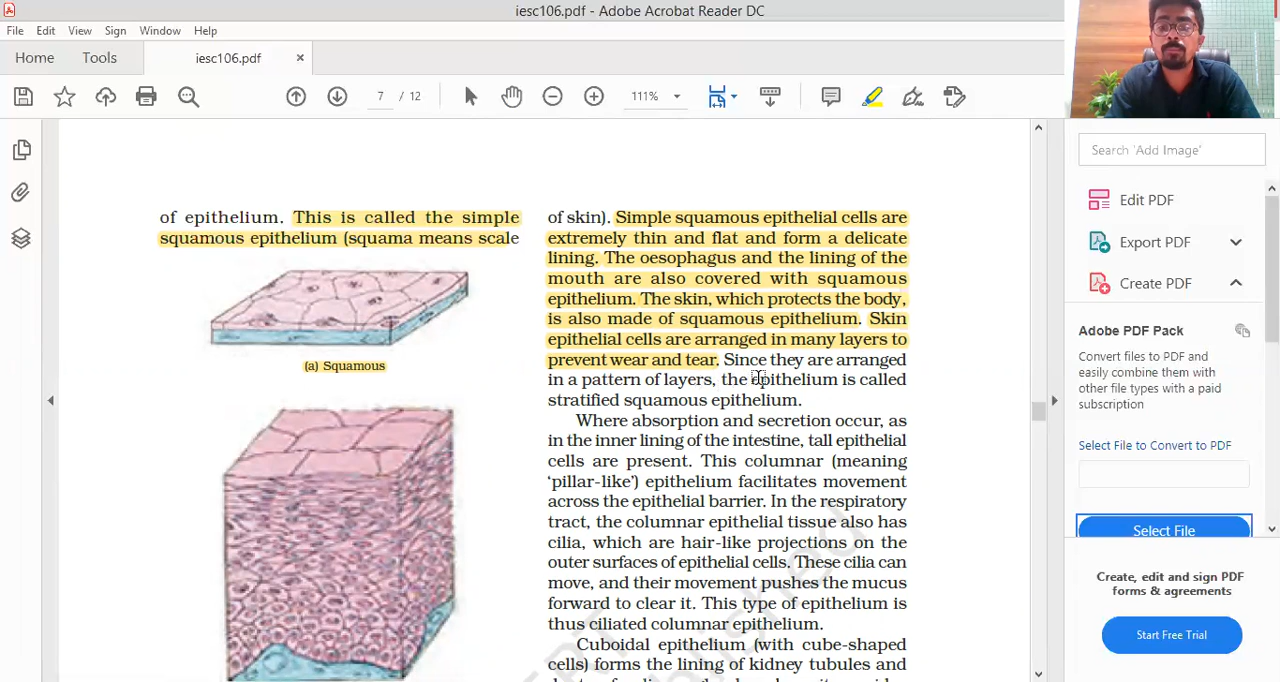 iesc106.pdf - Adobe Acrobat Reader DC
File Edit View Sign Window Help
Home Tools iesc106.pdf ×
7 / 12
111%
of epithelium. This is called the simple
squamous epithelium (squama means scale
(a) Squamous
of skin). Simple squamous epithelial cells are
extremely thin and flat and form a delicate
lining. The oesophagus and the lining of the
mouth are also covered with squamous
epithelium. The skin, which protects the body,
is also made of squamous epithelium. Skin
epithelial cells are arranged in many layers to
prevent wear and tear. Since they are arranged
in a pattern of layers, the epithelium is called
stratified squamous epithelium.
Where absorption and secretion occur, as
in the inner lining of the intestine, tall epithelial
cells are present. This columnar (meaning
‘pillar-like’) epithelium facilitates movement
across the epithelial barrier. In the respiratory
tract, the columnar epithelial tissue also has
cilia, which are hair-like projections on the
outer surfaces of epithelial cells. These cilia can
move, and their movement pushes the mucus
forward to clear it. This type of epithelium is
thus ciliated columnar epithelium.
Cuboidal epithelium (with cube-shaped
cells) forms the lining of kidney tubules and
Search 'Add Image'
Edit PDF
Export PDF
Create PDF
Adobe PDF Pack
Convert files to PDF and
easily combine them with
other file types with a paid
subscription
Select File to Convert to PDF
Select File
Create, edit and sign PDF
forms & agreements
Start Free Trial